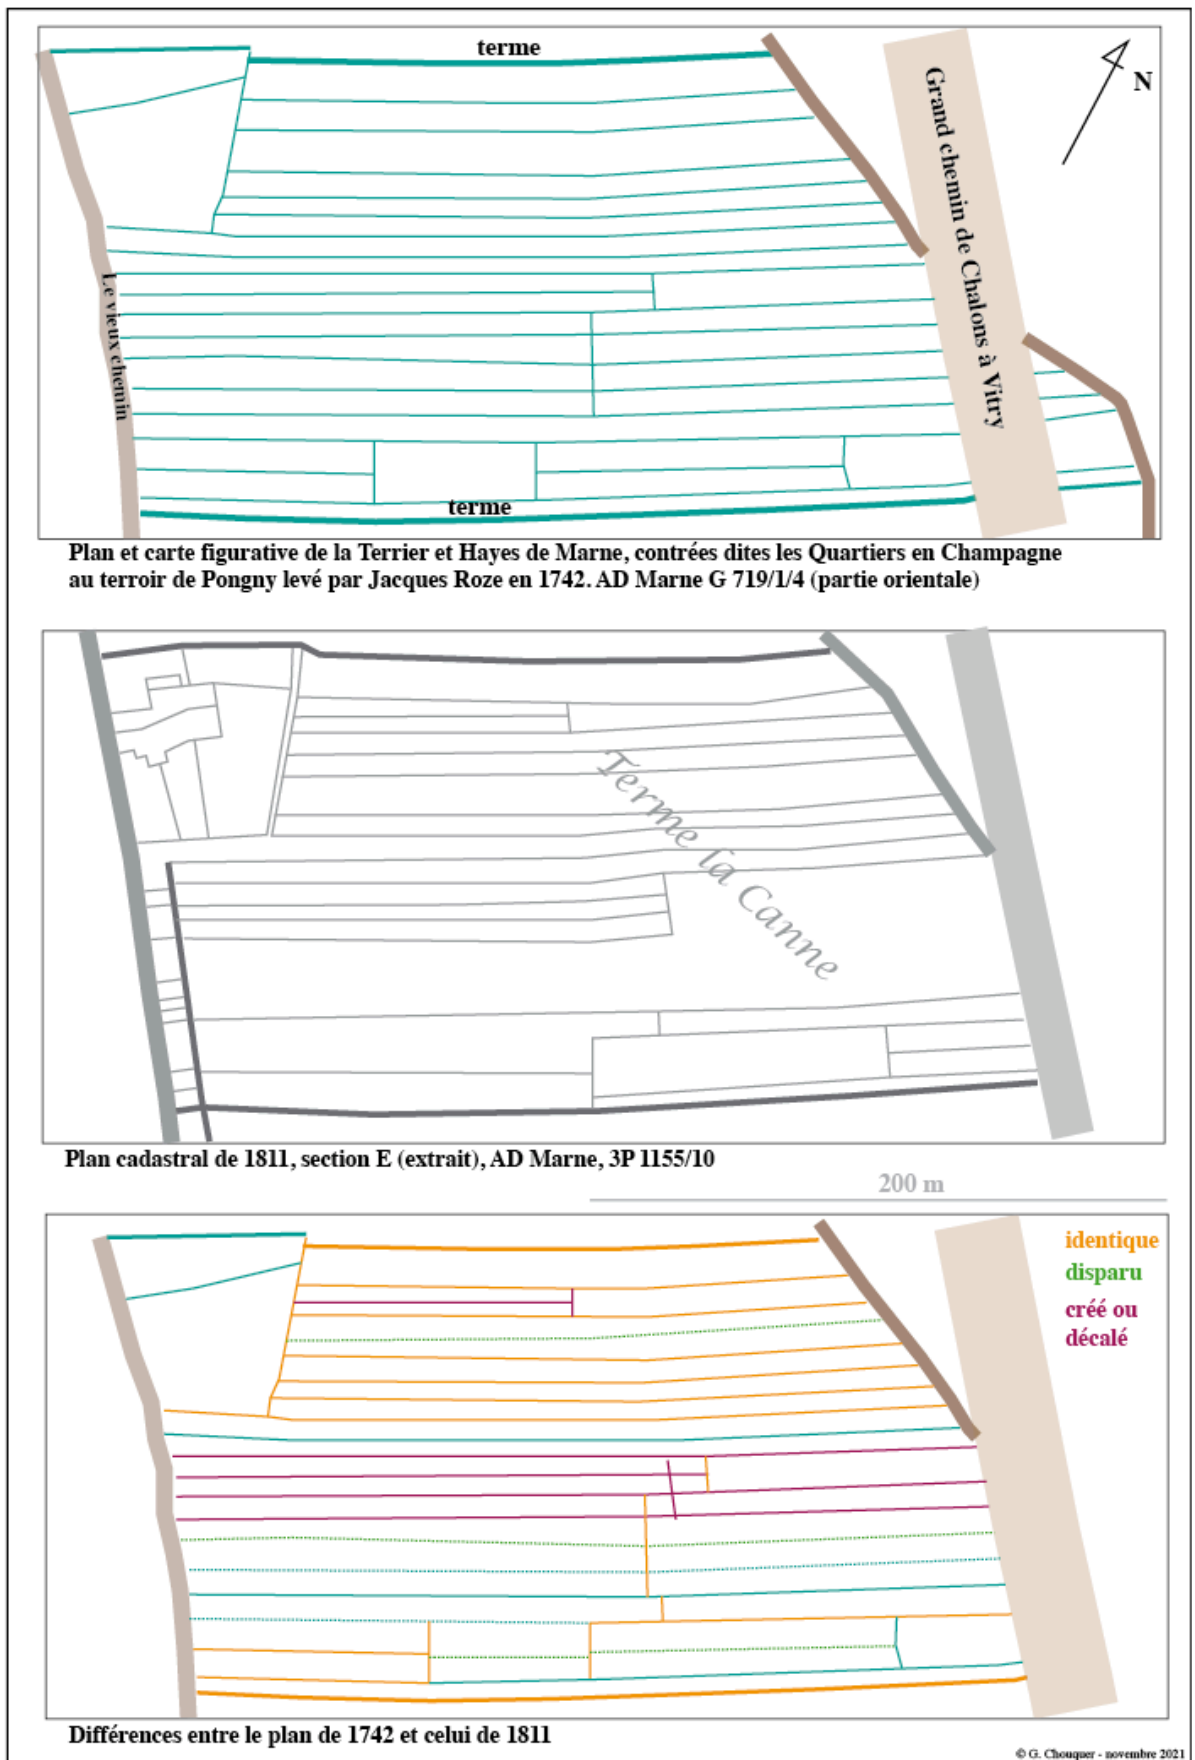 terme
N
Grand chemin de Chalons à Vitry
Le vieux chemin
terme
Plan et carte figurative de la Terrier et Hayes de Marne, contrées dites les Quartiers en Champagne
au terroir de Pongny levé par Jacques Roze en 1742. AD Marne G 719/1/4 (partie orientale)
Terme la Canne
Plan cadastral de 1811, section E (extrait), AD Marne, 3P 1155/10
200 m
identique
disparu
créé ou
décalé
Différences entre le plan de 1742 et celui de 1811
© G. Chouquer - novembre 2021